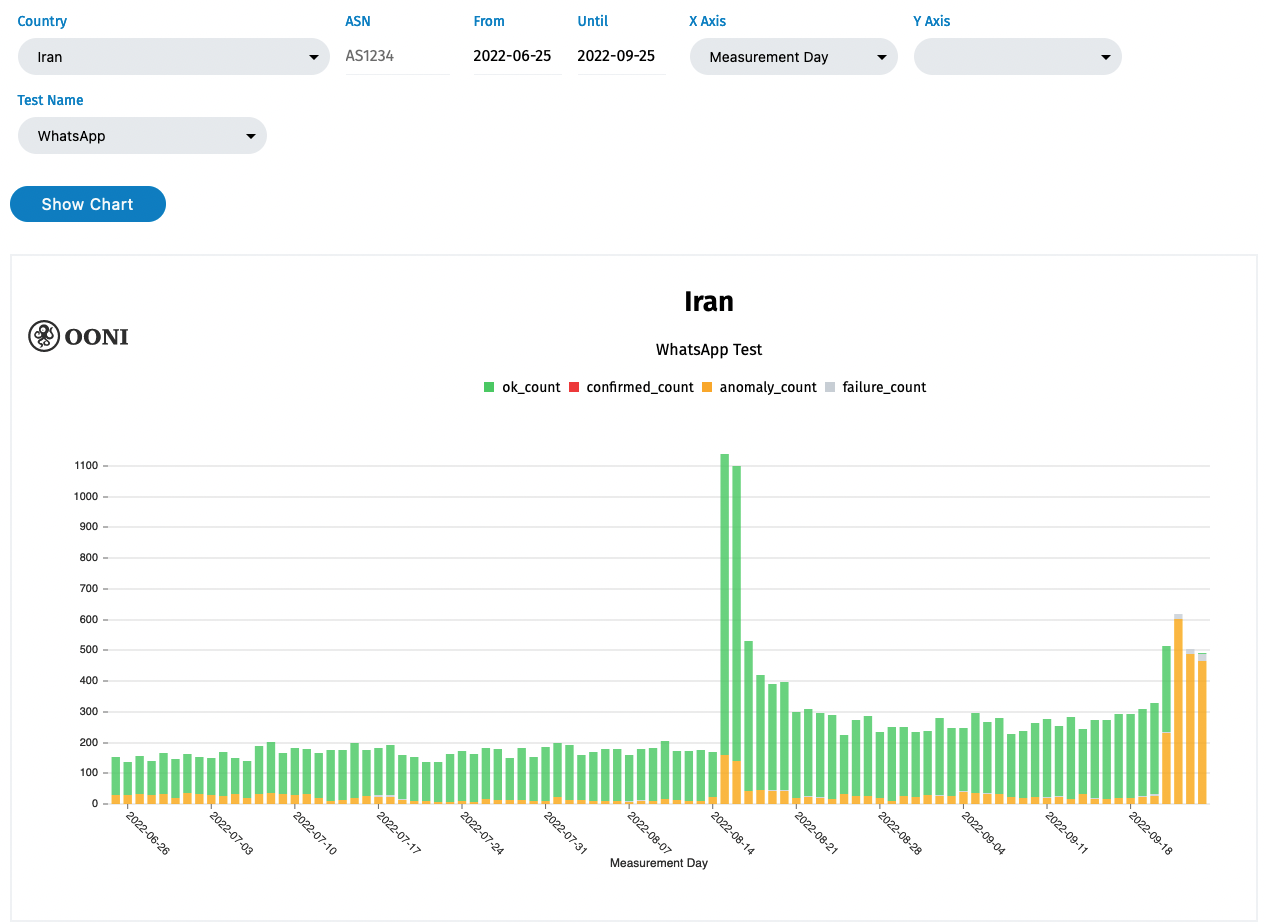 Country ASN From Until X Axis Y Axis
Iran AS1234 2022-06-25 2022-09-25 Measurement Day
Test Name
WhatsApp
Show Chart
Iran
OONI
WhatsApp Test
ok_count confirmed_count anomaly_count failure_count
1100
1000
900
800
700
600
500
400
300
200
100
0
2022-06-26 2022-07-03 2022-07-10 2022-07-17 2022-07-24 2022-07-31 2022-08-07 2022-08-14 2022-08-21 2022-08-28 2022-09-04 2022-09-11 2022-09-18
Measurement Day